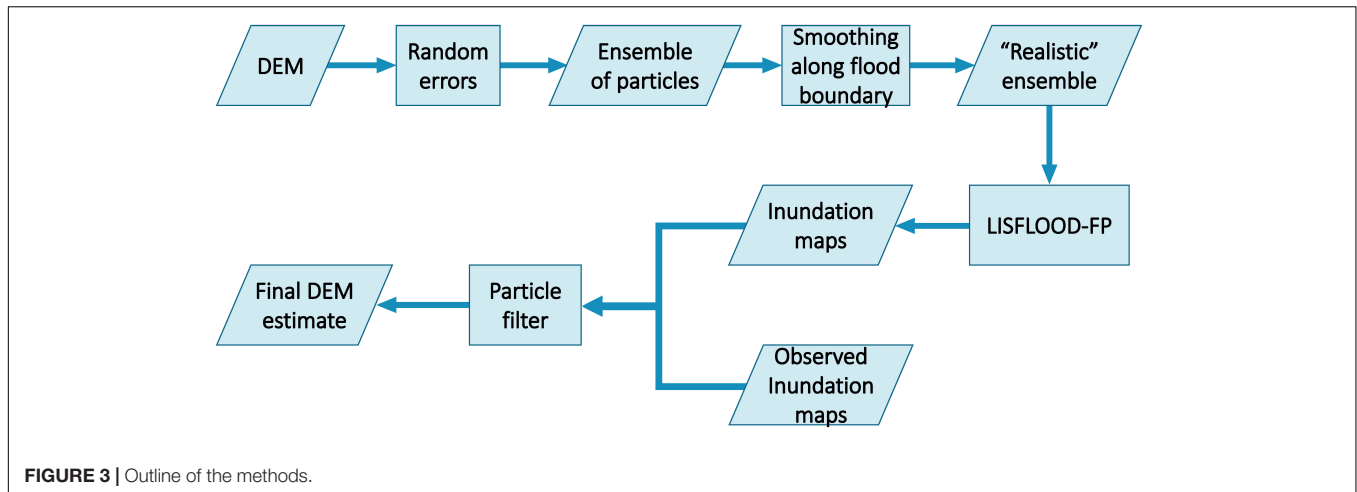 DEM
Random
errors
Ensemble
of particles
Smoothing
along flood
boundary
“Realistic”
ensemble
Inundation
maps
LISFLOOD-FP
Final DEM
estimate
Particle
filter
Observed
Inundation
maps
FIGURE 3 | Outline of the methods.